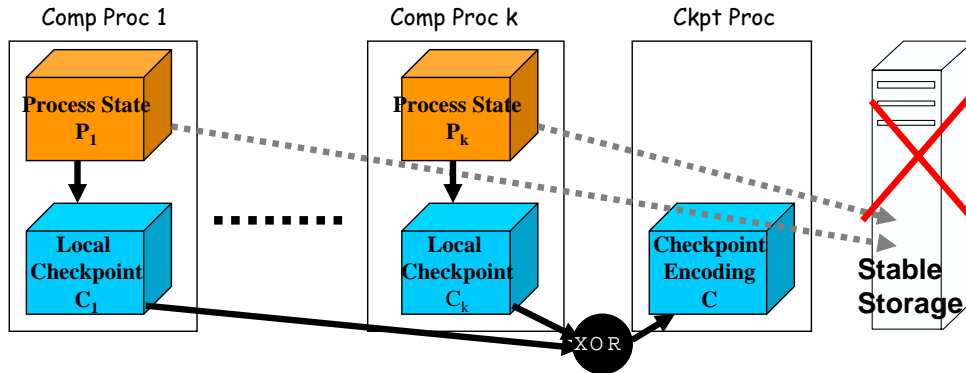 Comp Proc 1
Comp Proc k
Ckpt Proc
Process State
P1
Process State
Pk
Local
Checkpoint
C1
Local
Checkpoint
Ck
Checkpoint
Encoding
C
Stable
Storage
XOR